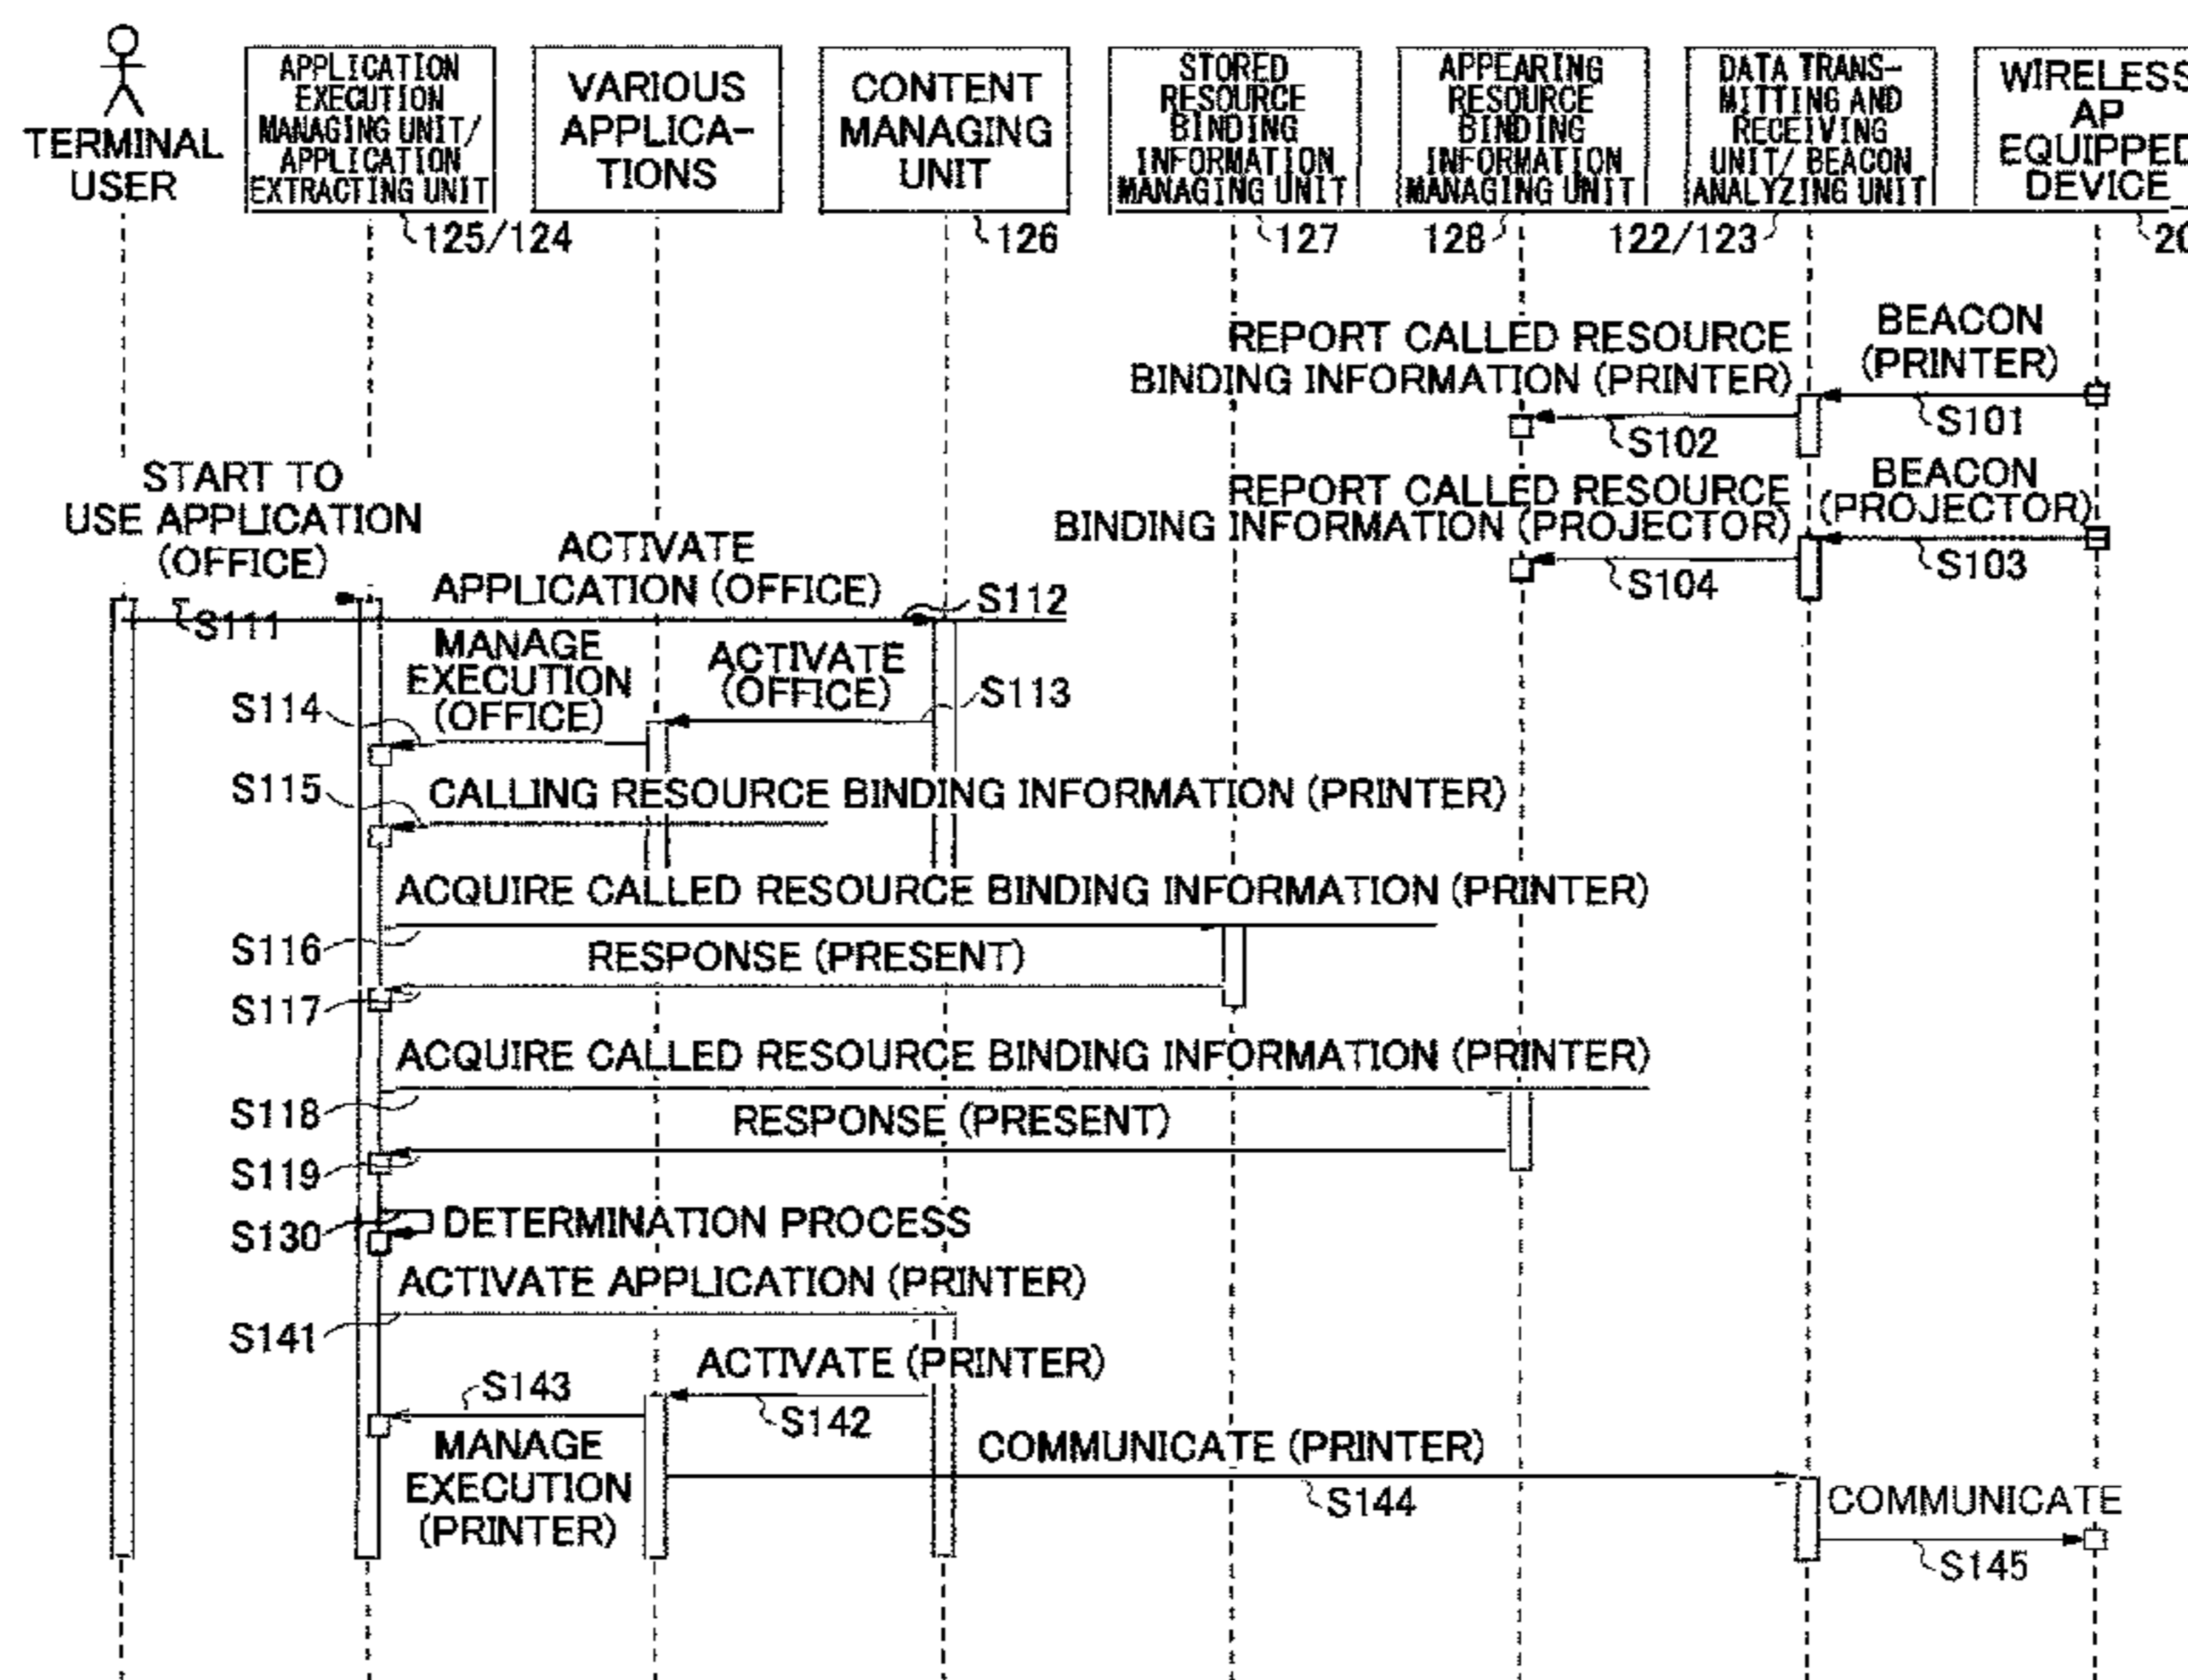 TERMINAL
USER
APPLICATION
EXECUTION
MANAGING UNIT/
APPLICATION
EXTRACTING UNIT
125/124
VARIOUS
APPLICA-
TIONS
CONTENT
MANAGING
UNIT
126
STORED
RESOURCE
BINDING
INFORMATION
MANAGING UNIT
127
APPEARING
RESOURCE
BINDING
INFORMATION
MANAGING UNIT
128
DATA TRANS-
MITTING AND
RECEIVING
UNIT/BEACON
ANALYZING UNIT
122/123
WIRELESS
AP
EQUIPPED
DEVICE
20
BEACON
(PRINTER)
S101
REPORT CALLED RESOURCE
BINDING INFORMATION (PRINTER)
S102
BEACON
(PROJECTOR)
S103
REPORT CALLED RESOURCE
BINDING INFORMATION (PROJECTOR)
S104
START TO
USE APPLICATION
(OFFICE)
S111
ACTIVATE
APPLICATION (OFFICE)
S112
ACTIVATE
(OFFICE)
S113
MANAGE
EXECUTION
(OFFICE)
S114
S115
CALLING RESOURCE BINDING INFORMATION (PRINTER)
ACQUIRE CALLED RESOURCE BINDING INFORMATION (PRINTER)
S116
RESPONSE (PRESENT)
S117
ACQUIRE CALLED RESOURCE BINDING INFORMATION (PRINTER)
S118
RESPONSE (PRESENT)
S119
S130
DETERMINATION PROCESS
ACTIVATE APPLICATION (PRINTER)
S141
ACTIVATE (PRINTER)
S142
S143
MANAGE
EXECUTION
(PRINTER)
COMMUNICATE (PRINTER)
S144
COMMUNICATE
S145